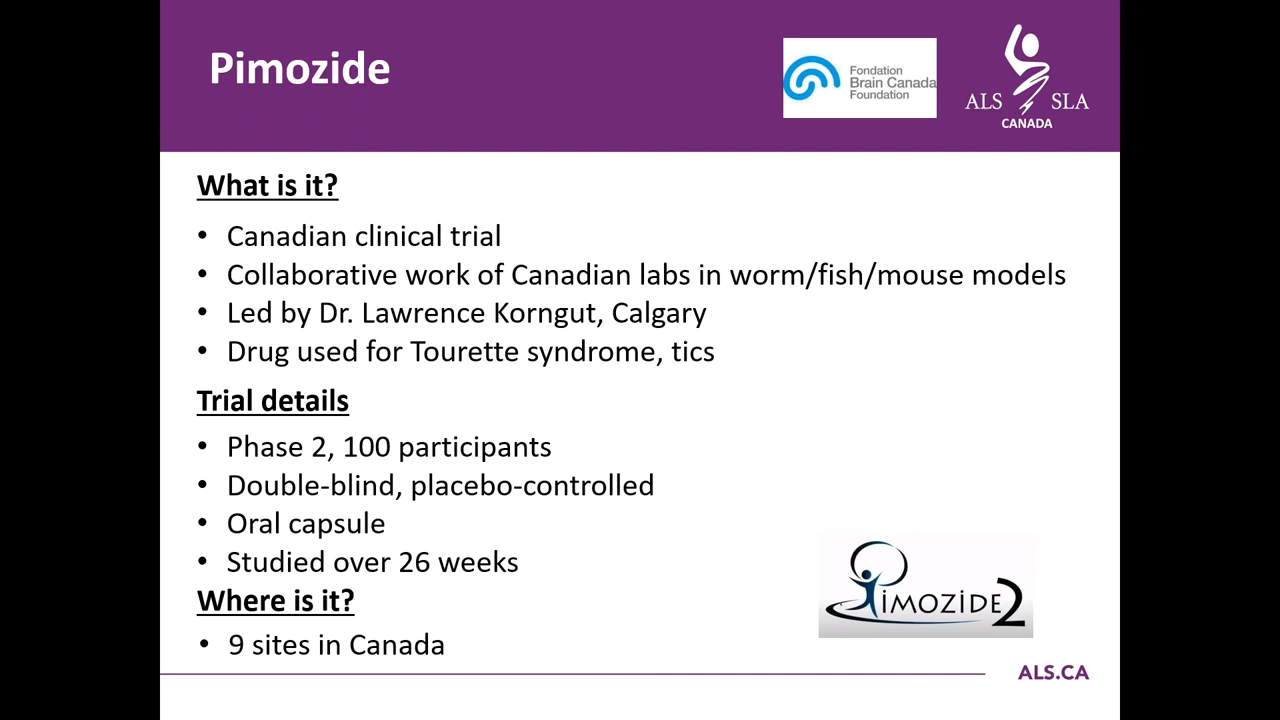 Pimozide
Fondation
Brain Canada
Foundation
ALS SLA
CANADA
What is it?
• Canadian clinical trial
• Collaborative work of Canadian labs in worm/fish/mouse models
• Led by Dr. Lawrence Korngut, Calgary
• Drug used for Tourette syndrome, tics
Trial details
• Phase 2, 100 participants
• Double-blind, placebo-controlled
• Oral capsule
• Studied over 26 weeks
Where is it?
• 9 sites in Canada
PIMOZIDE2
ALS.CA